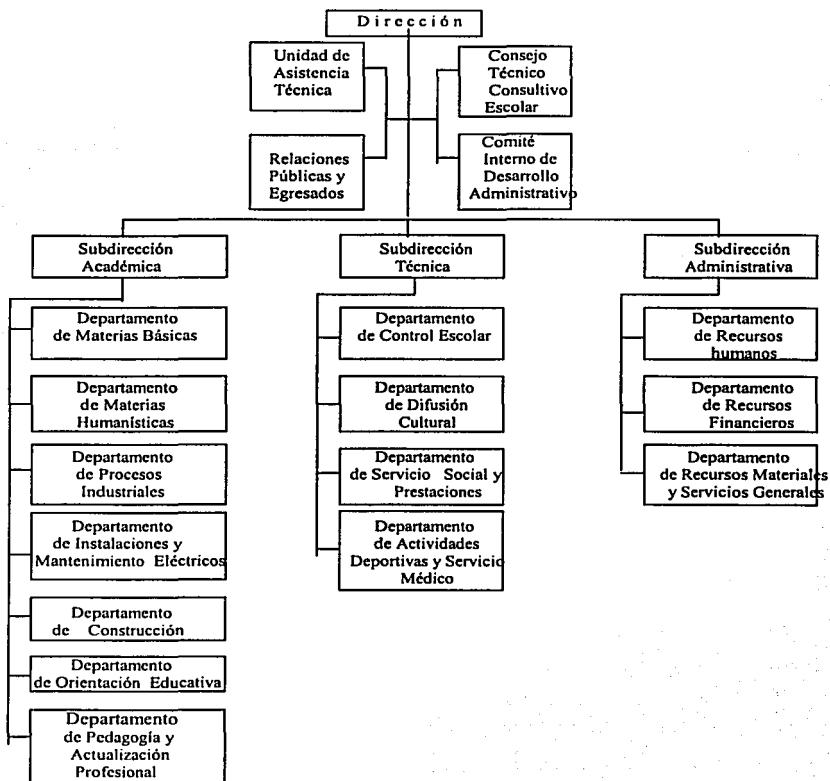 Dirección
Unidad de
Asistencia
Técnica
Consejo
Técnico
Consultivo
Escolar
Relaciones
Públicas y
Egresados
Comité
Interno de
Desarrollo
Administrativo
Subdirección
Académica
Departamento
de Materias Básicas
Departamento
de Materias
Humanísticas
Departamento
de Procesos
Industriales
Departamento
de Instalaciones y
Mantenimiento Eléctricos
Departamento
de Construcción
Departamento
de Orientación Educativa
Departamento
de Pedagogía y
Actualización
Profesional
Subdirección
Técnica
Departamento
de Control Escolar
Departamento
de Difusión
Cultural
Departamento
de Servicio Social y
Prestaciones
Departamento
de Actividades
Deportivas y Servicio
Médico
Subdirección
Administrativa
Departamento
de Recursos
humanos
Departamento
de Recursos
Financieros
Departamento
de Recursos Materiales
y Servicios Generales